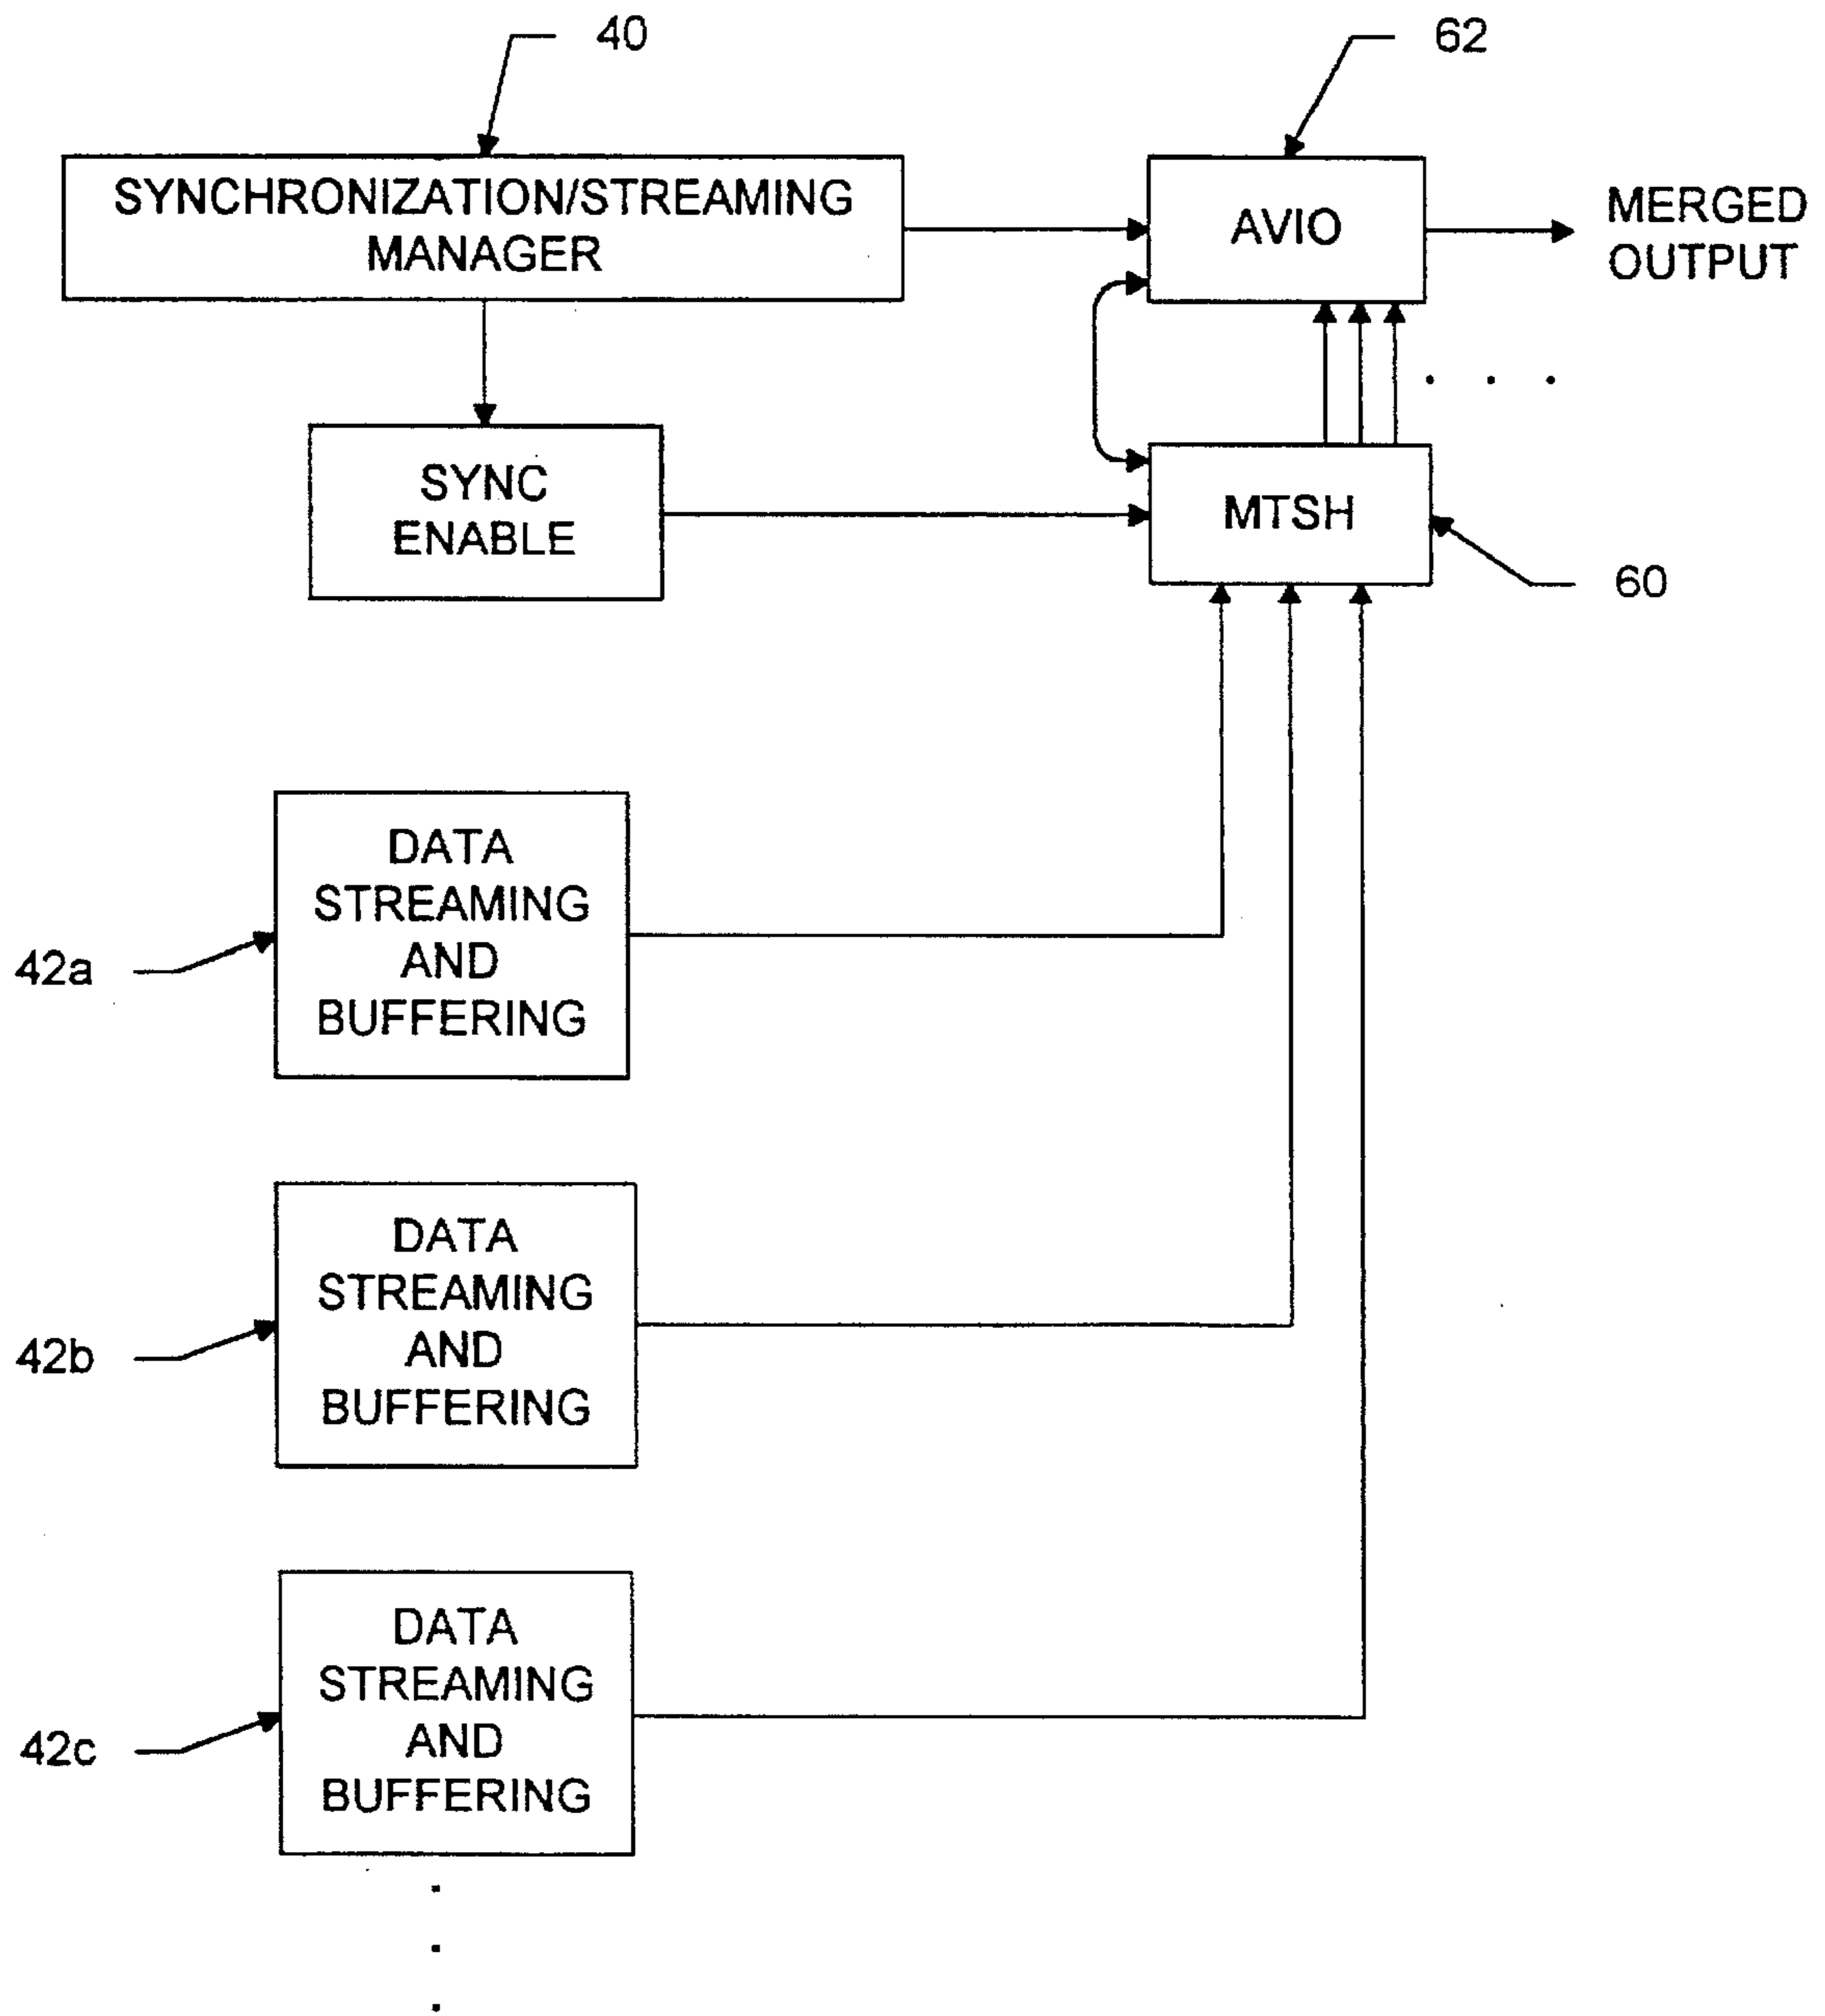 40
62
SYNCHRONIZATION/STREAMING
MANAGER
AVIO
MERGED
OUTPUT
SYNC
ENABLE
MTSH
60
DATA
STREAMING
AND
BUFFERING
42a
DATA
STREAMING
AND
BUFFERING
42b
DATA
STREAMING
AND
BUFFERING
42c